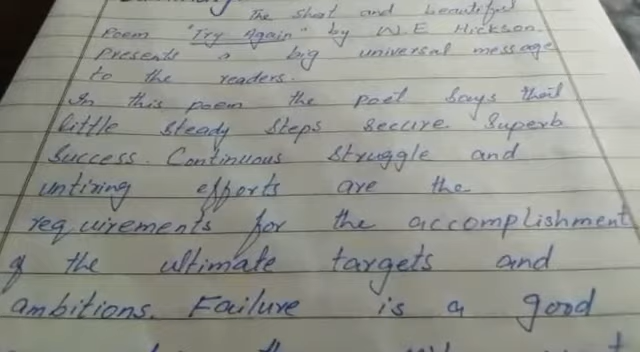 The short and beautiful
Poem "Try Again" by W.E Hickson
Presents a big universal message
to the readers.
In this poem the poet says that
little steady steps secure Superb
Success. Continuous struggle and
untiring efforts are the
requirements for the accomplishment
of the ultimate targets and
ambitions. Failure is a good